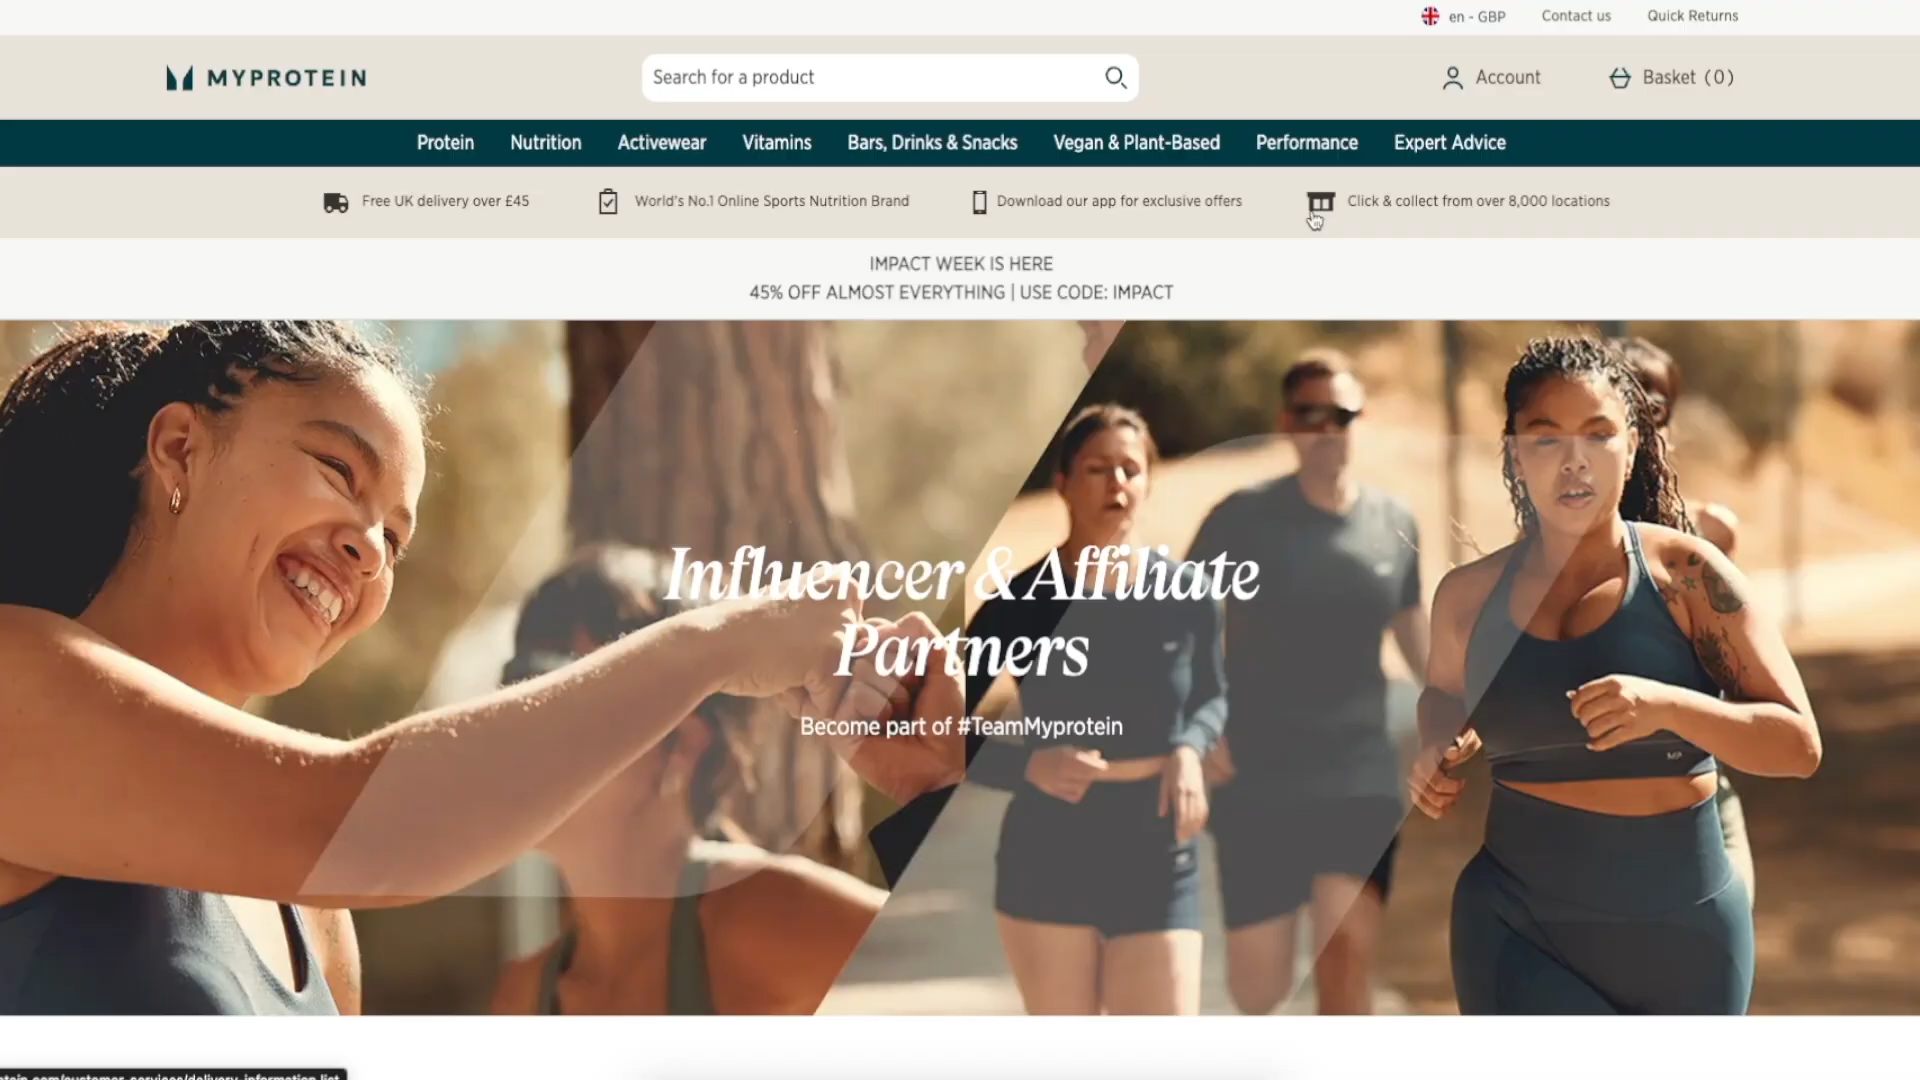 en - GBP
Contact us
Quick Returns
MYPROTEIN
Search for a product
Account
Basket (0)
Protein
Nutrition
Activewear
Vitamins
Bars, Drinks & Snacks
Vegan & Plant-Based
Performance
Expert Advice
Free UK delivery over £45
World's No.1 Online Sports Nutrition Brand
Download our app for exclusive offers
Click & collect from over 8,000 locations
IMPACT WEEK IS HERE
45% OFF ALMOST EVERYTHING | USE CODE: IMPACT
Influencer & Affiliate
Partners
Become part of #TeamMyprotein